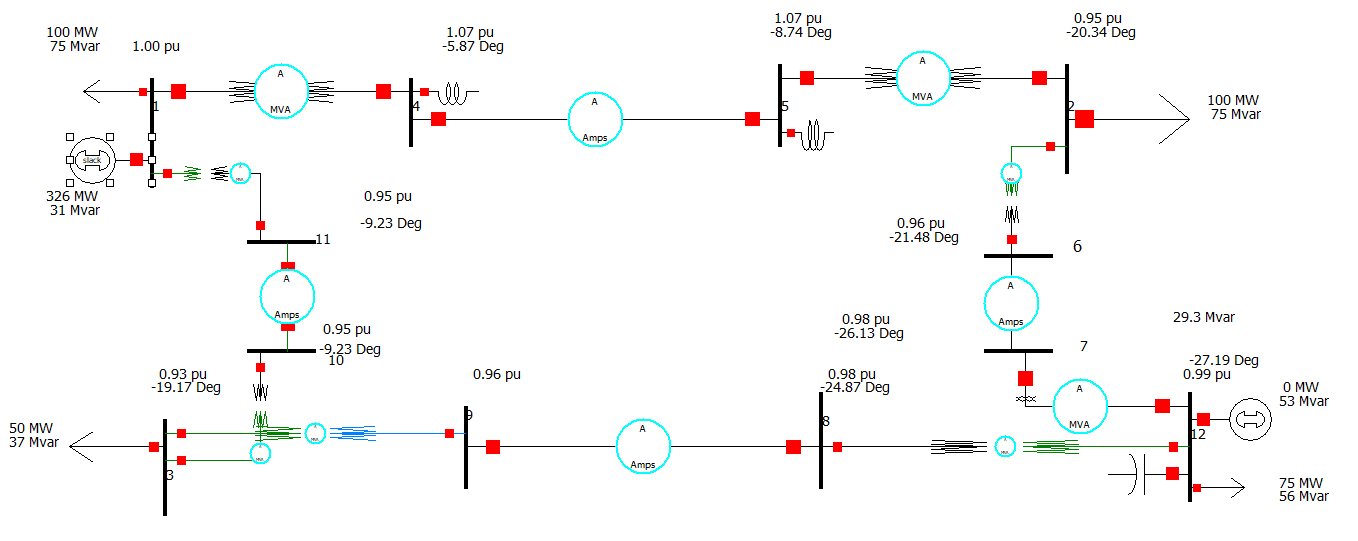 100 MW
75 Mvar
1.00 pu
1.07 pu
-5.87 Deg
1.07 pu
-8.74 Deg
0.95 pu
-20.34 Deg
A
MVA
1
4
A
Amps
5
A
MVA
2
100 MW
75 Mvar
slack
326 MW
31 Mvar
A
MVA
0.95 pu
-9.23 Deg
11
A
MVA
0.96 pu
-21.48 Deg
6
A
Amps
A
Amps
0.95 pu
-9.23 Deg
10
0.98 pu
-26.13 Deg
7
29.3 Mvar
0.93 pu
-19.17 Deg
0.96 pu
0.98 pu
-24.87 Deg
-27.19 Deg
0.99 pu
0 MW
53 Mvar
A
MVA
50 MW
37 Mvar
9
8
12
A
MVA
A
MVA
A
Amps
A
MVA
3
75 MW
56 Mvar